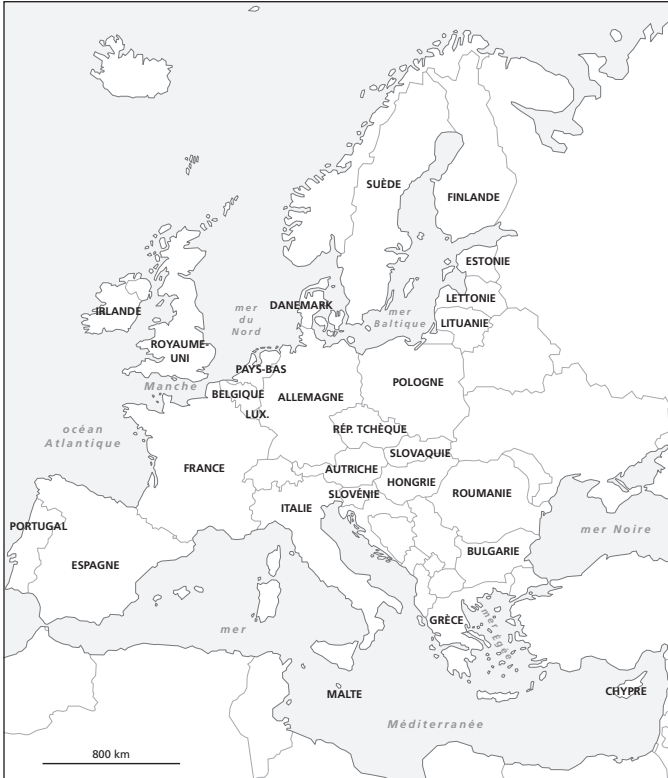 SUÈDE
FINLANDE
ESTONIE
LETTONIE
LITUANIE
mer
Baltique
DANEMARK
mer
du
Nord
IRLANDE
ROYAUME-
UNI
PAYS-BAS
Manche
BELGIQUE
LUX.
ALLEMAGNE
POLOGNE
océan
Atlantique
RÉP. TCHÈQUE
SLOVAQUIE
FRANCE
AUTRICHE
HONGRIE
SLOVÉNIE
ROUMANIE
ITALIE
PORTUGAL
mer Noire
ESPAGNE
BULGARIE
GRÈCE
mer Égée
mer
MALTE
CHYPRE
Méditerranée
800 km